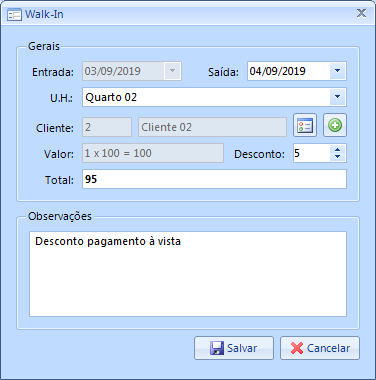 Walk-In
Gerais
Entrada: 03/09/2019 Saída: 04/09/2019
U.H.: Quarto 02
Cliente: 2 Cliente 02
Valor: 1 x 100 = 100 Desconto: 5
Total: 95
Observações
Desconto pagamento à vista
Salvar Cancelar